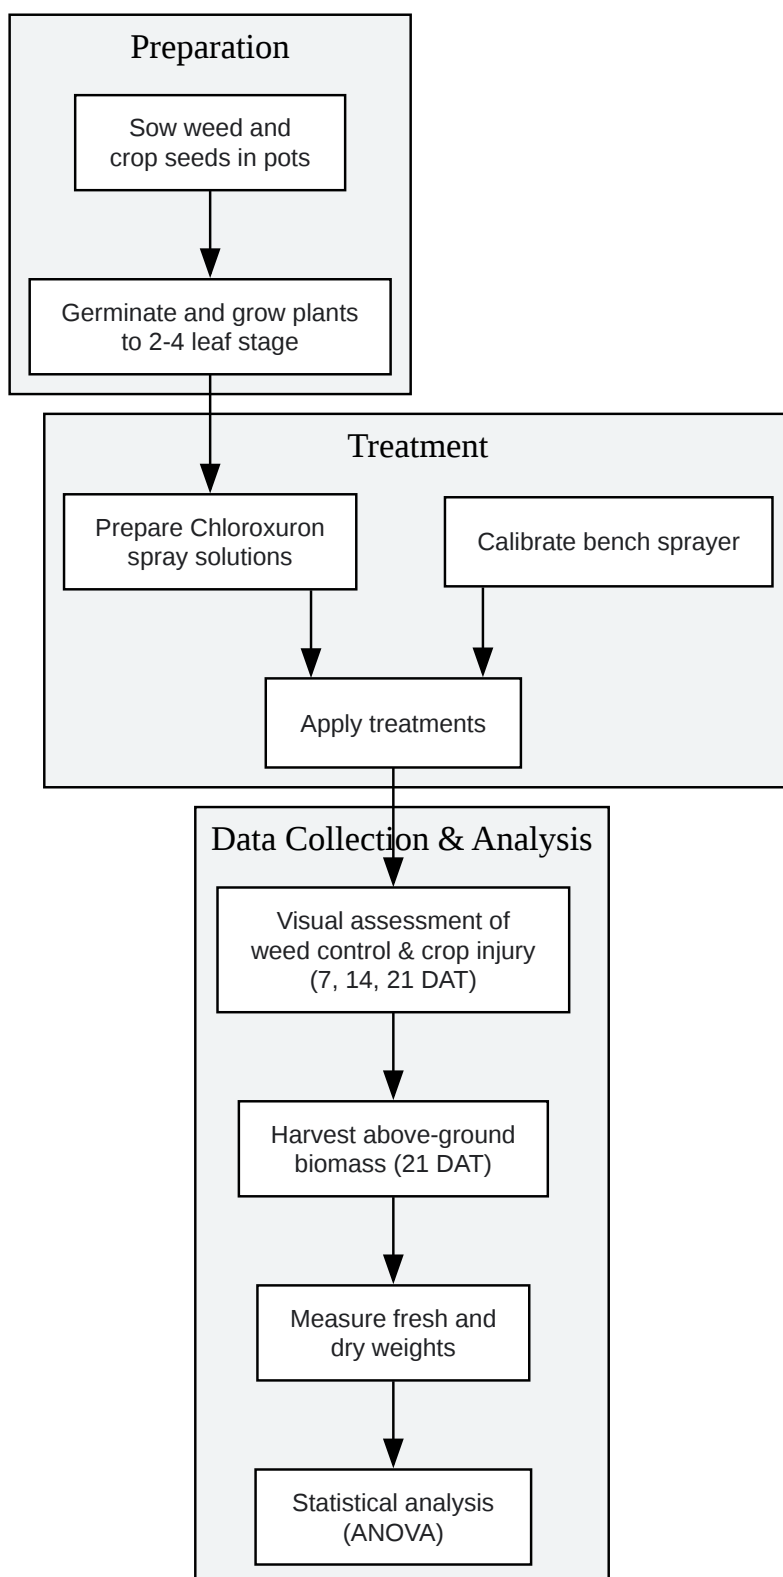 Preparation
Sow weed and
crop seeds in pots
Germinate and grow plants
to 2-4 leaf stage
Treatment
Prepare Chloroxuron
spray solutions
Calibrate bench sprayer
Apply treatments
Data Collection & Analysis
Visual assessment of
weed control & crop injury
(7, 14, 21 DAT)
Harvest above-ground
biomass (21 DAT)
Measure fresh and
dry weights
Statistical analysis
(ANOVA)